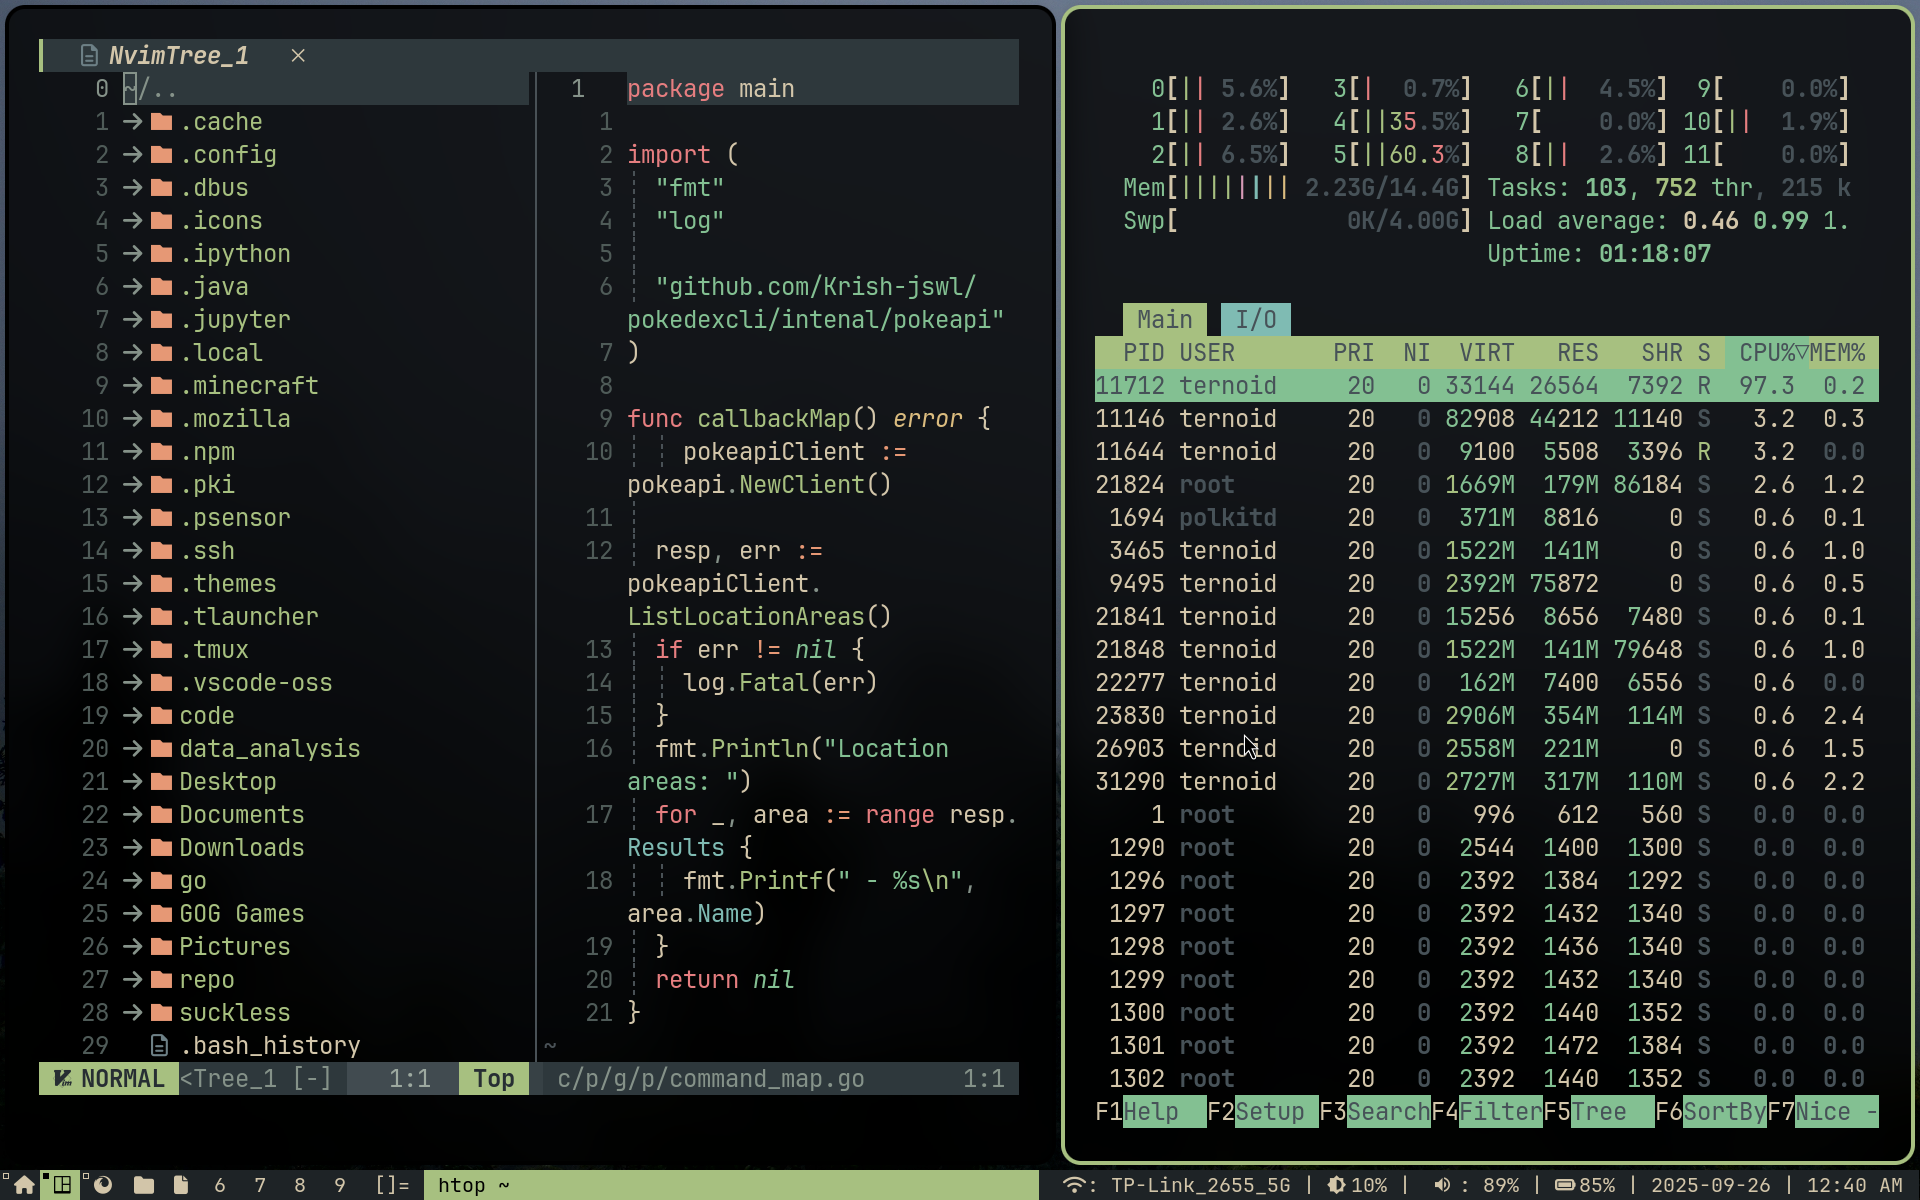 NvimTree_1 ×
0 ~/..
1 → .cache
2 → .config
3 → .dbus
4 → .icons
5 → .ipython
6 → .java
7 → .jupyter
8 → .local
9 → .minecraft
10 → .mozilla
11 → .npm
12 → .pki
13 → .psensor
14 → .ssh
15 → .themes
16 → .tlauncher
17 → .tmux
18 → .vscode-oss
19 → code
20 → data_analysis
21 → Desktop
22 → Documents
23 → Downloads
24 → go
25 → GOG Games
26 → Pictures
27 → repo
28 → suckless
29 .bash_history
NORMAL <Tree_1 [-] 1:1 Top
1 package main
1
2 import (
3 "fmt"
4 "log"
5
6 "github.com/Krish-jswl/
pokedexcli/intenal/pokeapi"
7 )
8
9 func callbackMap() error {
10 pokeapiClient :=
pokeapi.NewClient()
11
12 resp, err :=
pokeapiClient.
ListLocationAreas()
13 if err != nil {
14 log.Fatal(err)
15 }
16 fmt.Println("Location
areas: ")
17 for _, area := range resp.
Results {
18 fmt.Printf(" - %s\n",
area.Name)
19 }
20 return nil
21 }
~
c/p/g/p/command_map.go 1:1
0[|| 5.6%] 3[| 0.7%] 6[|| 4.5%] 9[ 0.0%]
1[|| 2.6%] 4[||35.5%] 7[ 0.0%] 10[|| 1.9%]
2[|| 6.5%] 5[||60.3%] 8[|| 2.6%] 11[ 0.0%]
Mem[|||||||| 2.23G/14.4G] Tasks: 103, 752 thr, 215 k
Swp[ 0K/4.00G] Load average: 0.46 0.99 1.
Uptime: 01:18:07
Main I/O
PID USER PRI NI VIRT RES SHR S CPU%▽MEM%
11712 ternoid 20 0 33144 26564 7392 R 97.3 0.2
11146 ternoid 20 0 82908 44212 11140 S 3.2 0.3
11644 ternoid 20 0 9100 5508 3396 R 3.2 0.0
21824 root 20 0 1669M 179M 86184 S 2.6 1.2
1694 polkitd 20 0 371M 8816 0 S 0.6 0.1
3465 ternoid 20 0 1522M 141M 0 S 0.6 1.0
9495 ternoid 20 0 2392M 75872 0 S 0.6 0.5
21841 ternoid 20 0 15256 8656 7480 S 0.6 0.1
21848 ternoid 20 0 1522M 141M 79648 S 0.6 1.0
22277 ternoid 20 0 162M 7400 6556 S 0.6 0.0
23830 ternoid 20 0 2906M 354M 114M S 0.6 2.4
26903 ternoid 20 0 2558M 221M 0 S 0.6 1.5
31290 ternoid 20 0 2727M 317M 110M S 0.6 2.2
1 root 20 0 996 612 560 S 0.0 0.0
1290 root 20 0 2544 1400 1300 S 0.0 0.0
1296 root 20 0 2392 1384 1292 S 0.0 0.0
1297 root 20 0 2392 1432 1340 S 0.0 0.0
1298 root 20 0 2392 1436 1340 S 0.0 0.0
1299 root 20 0 2392 1432 1340 S 0.0 0.0
1300 root 20 0 2392 1440 1352 S 0.0 0.0
1301 root 20 0 2392 1472 1384 S 0.0 0.0
1302 root 20 0 2392 1440 1352 S 0.0 0.0
F1Help F2Setup F3SearchF4FilterF5Tree F6SortByF7Nice -
6 7 8 9 []= htop ~ : TP-Link_2655_5G | 10% | : 89% | 85% | 2025-09-26 | 12:40 AM